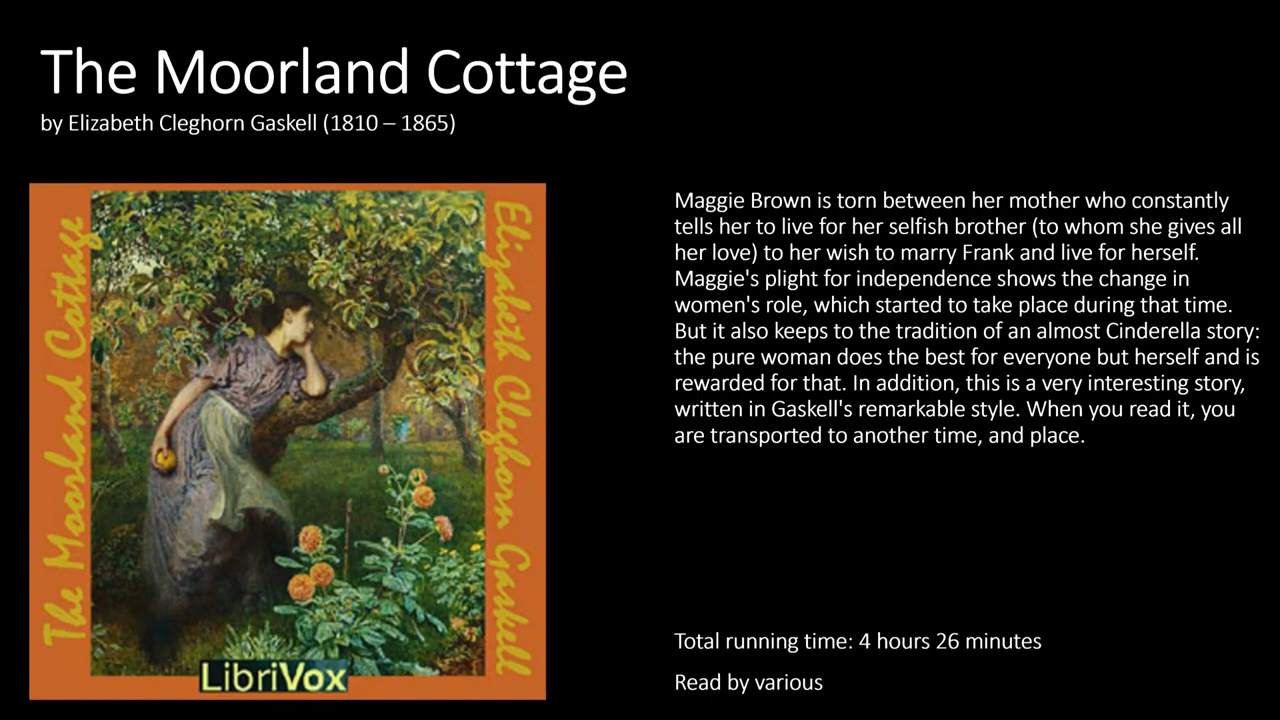 The Moorland Cottage
by Elizabeth Cleghorn Gaskell (1810 – 1865)
The Moorland Cottage
Elizabeth Cleghorn Gaskell
LibriVox
Maggie Brown is torn between her mother who constantly
tells her to live for her selfish brother (to whom she gives all
her love) to her wish to marry Frank and live for herself.
Maggie's plight for independence shows the change in
women's role, which started to take place during that time.
But it also keeps to the tradition of an almost Cinderella story:
the pure woman does the best for everyone but herself and is
rewarded for that. In addition, this is a very interesting story,
written in Gaskell's remarkable style. When you read it, you
are transported to another time, and place.
Total running time: 4 hours 26 minutes
Read by various